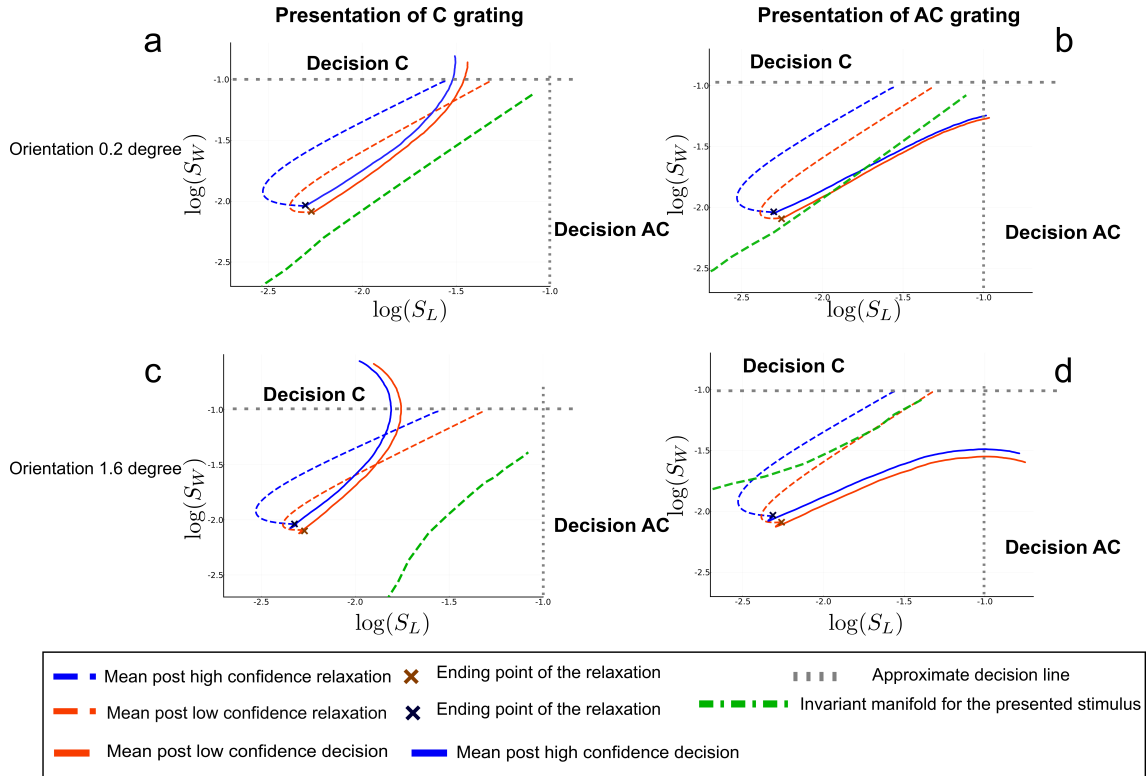 Presentation of C grating
Presentation of AC grating
a
b
Decision C
Decision C
-1.0
-1.0
Orientation 0.2 degree
-1.5
-1.5
log(S_W)
log(S_W)
-2.0
-2.0
Decision AC
Decision AC
-2.5
-2.5
-2.5 -2.0 -1.5 -1.0
-2.5 -2.0 -1.5 -1.0
log(S_L)
log(S_L)
c
d
Decision C
Decision C
-1.0
-1.0
Orientation 1.6 degree
-1.5
-1.5
log(S_W)
log(S_W)
-2.0
-2.0
Decision AC
Decision AC
-2.5
-2.5
-2.5 -2.0 -1.5 -1.0
-2.5 -2.0 -1.5 -1.0
log(S_L)
log(S_L)
Mean post high confidence relaxation
Ending point of the relaxation
Approximate decision line
Mean post low confidence relaxation
Ending point of the relaxation
Invariant manifold for the presented stimulus
Mean post low confidence decision
Mean post high confidence decision